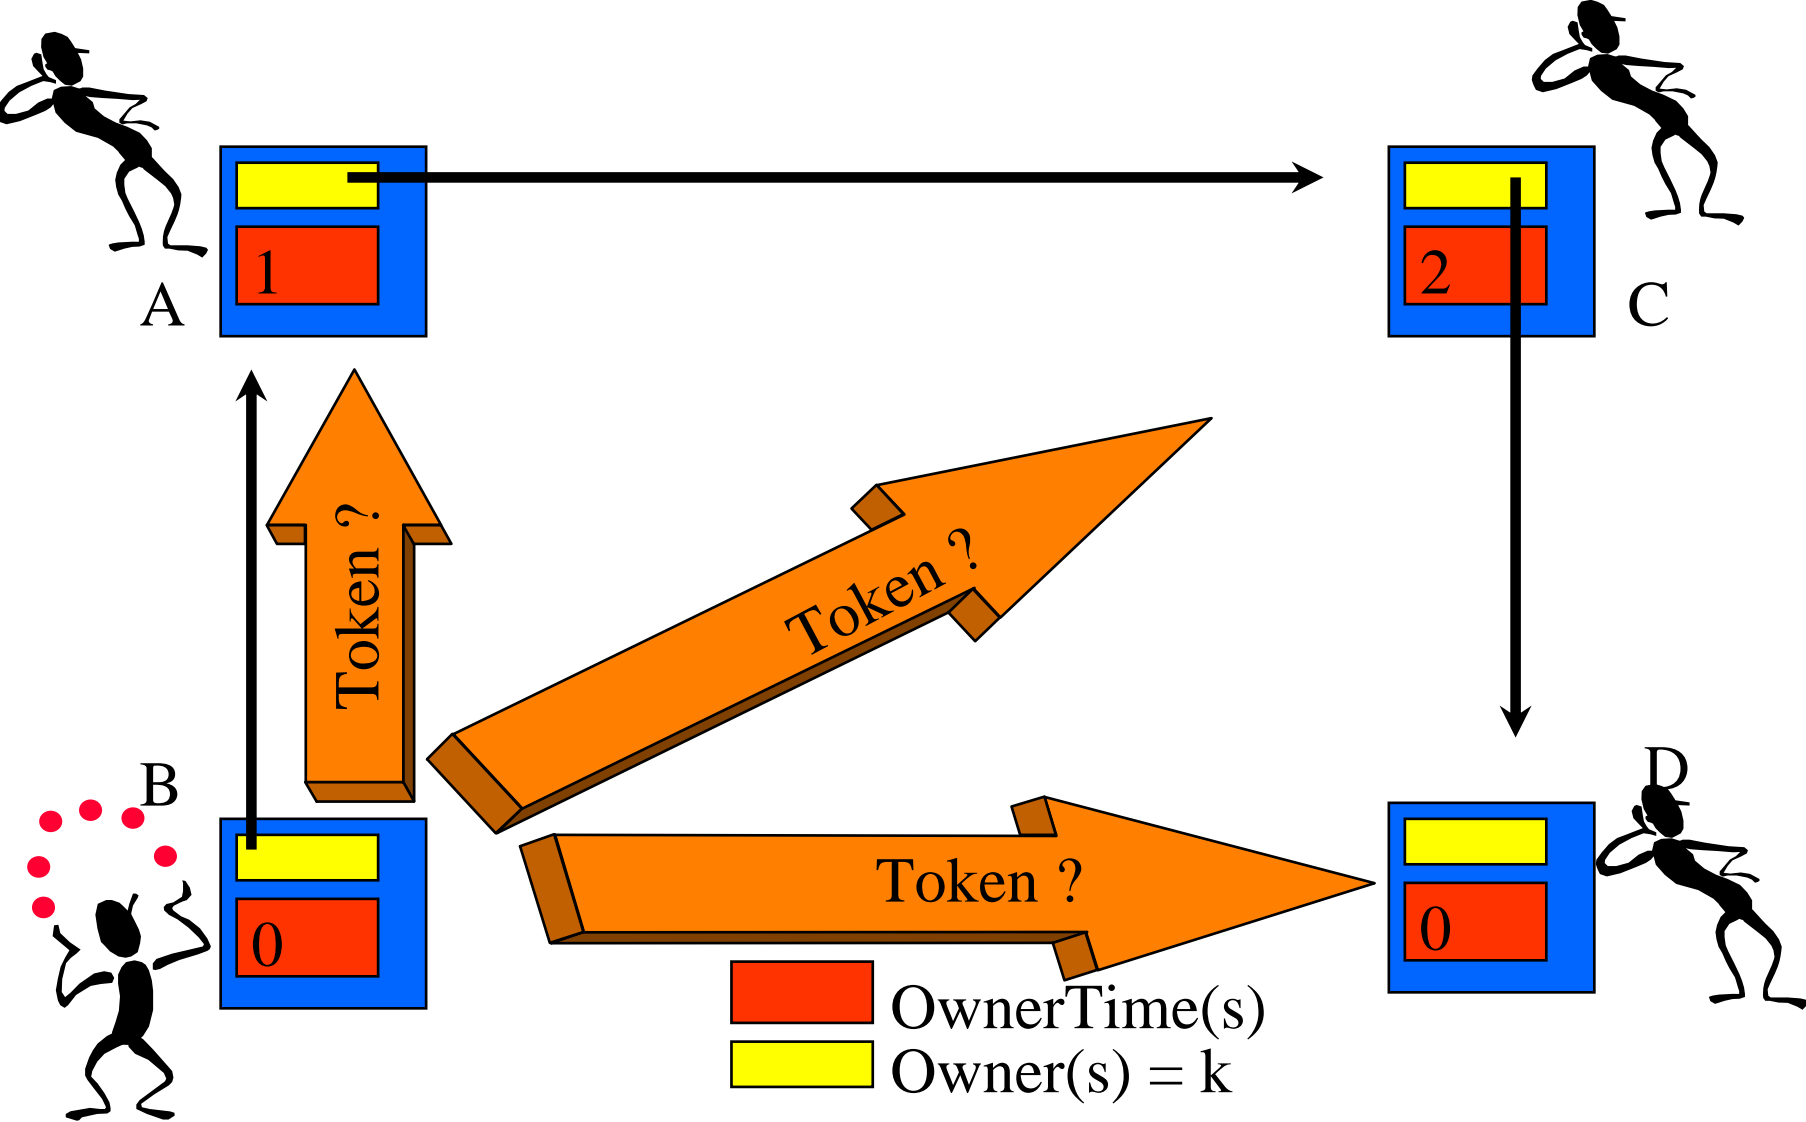 1
2
A
C
Token ?
Token ?
B
D
Token ?
0
0
OwnerTime(s)
Owner(s) = k